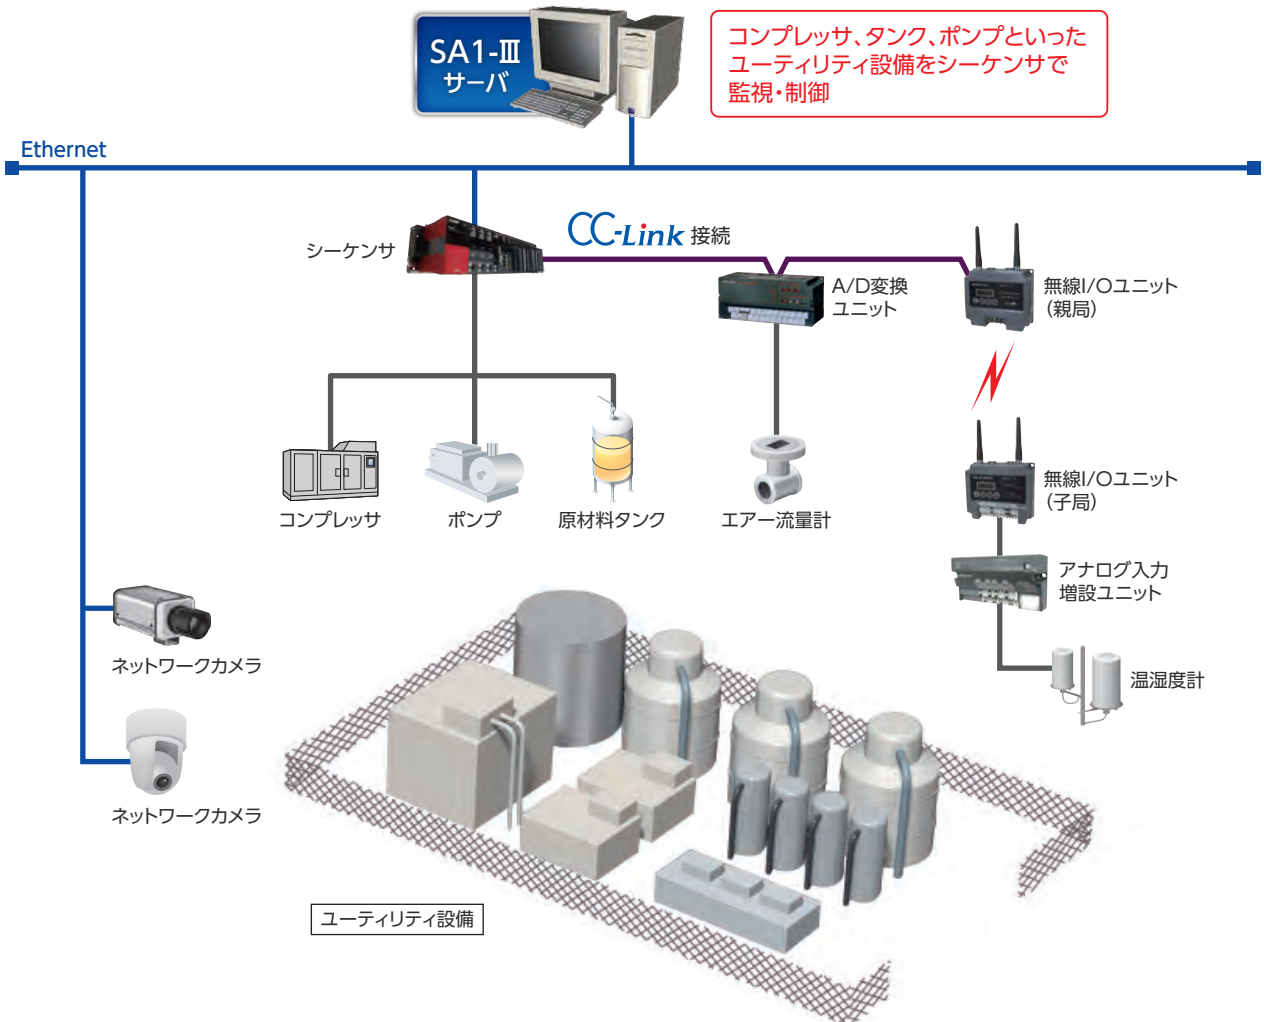 SA1-Ⅲ
サーバ
コンプレッサ、タンク、ポンプといった
ユーティリティ設備をシーケンサで
監視・制御
Ethernet
シーケンサ
CC-Link 接続
A/D変換
ユニット
無線I/Oユニット
(親局)
コンプレッサ
ポンプ
原材料タンク
エアー流量計
無線I/Oユニット
(子局)
アナログ入力
増設ユニット
温湿度計
ネットワークカメラ
ネットワークカメラ
ユーティリティ設備